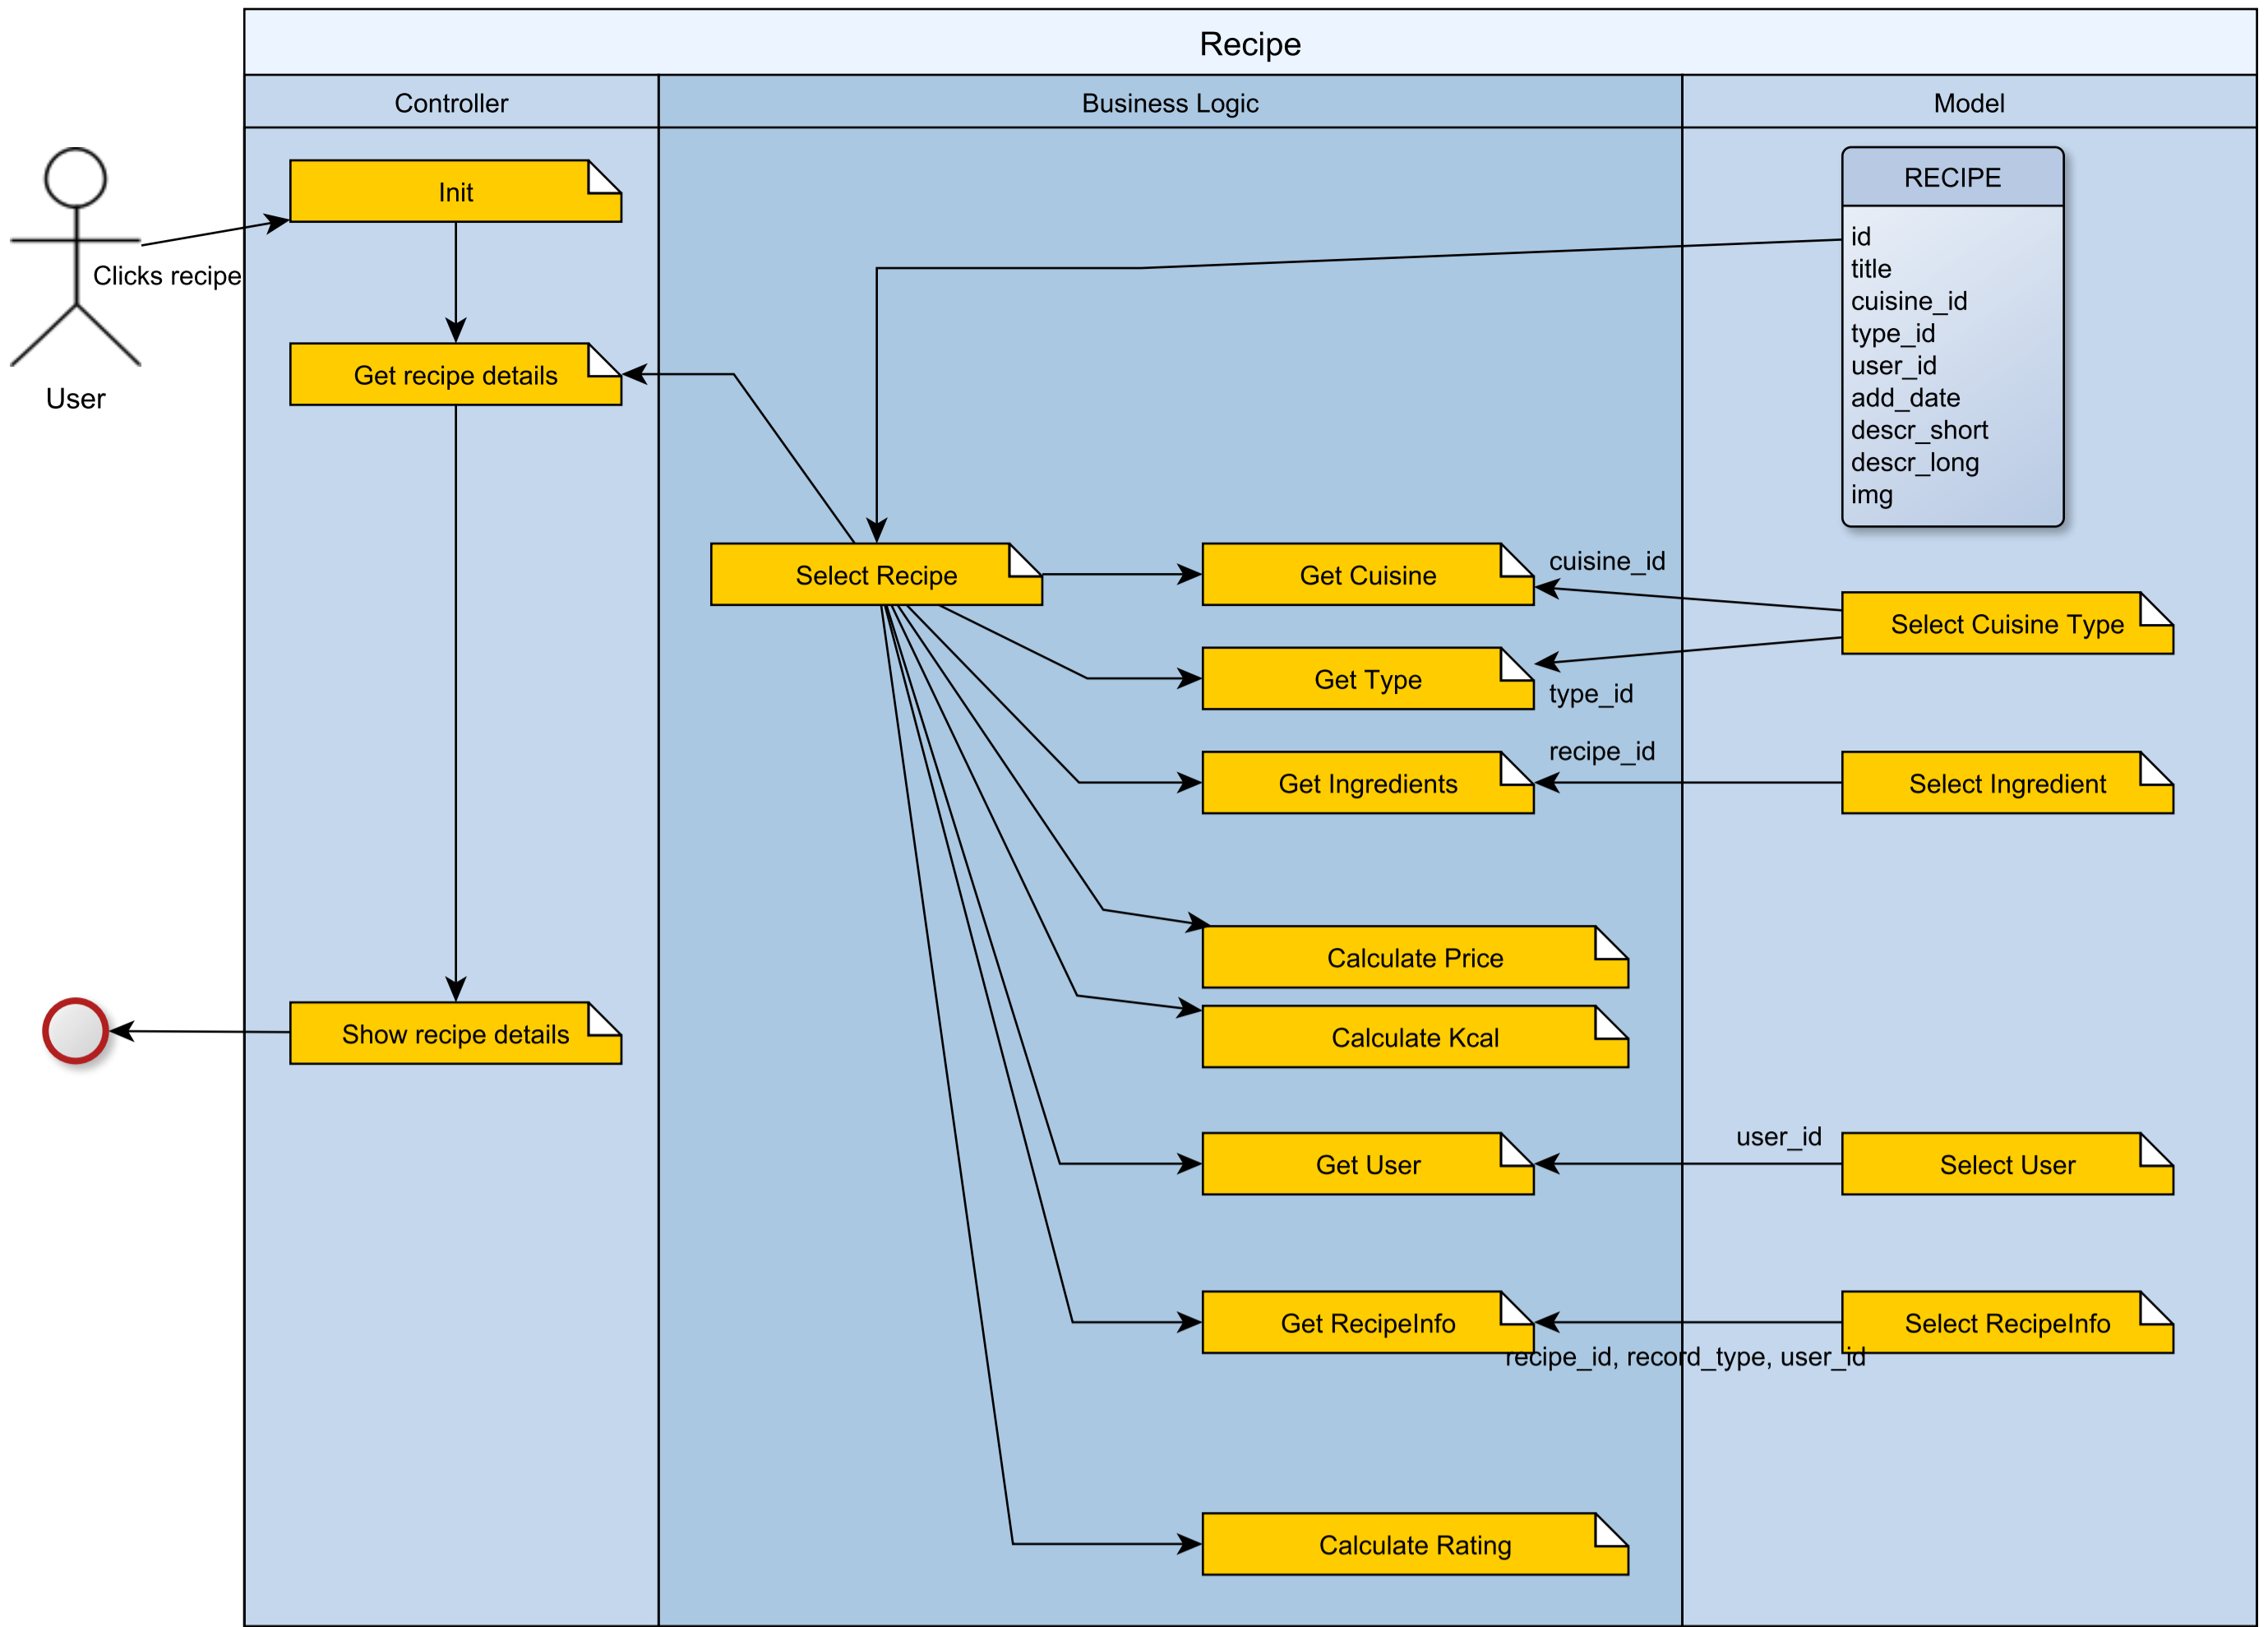 Recipe
Controller
Business Logic
Model
Init
Clicks recipe
User
Get recipe details
RECIPE
id
title
cuisine_id
type_id
user_id
add_date
descr_short
descr_long
img
Select Recipe
Get Cuisine
cuisine_id
Select Cuisine Type
Get Type
type_id
recipe_id
Get Ingredients
Select Ingredient
Calculate Price
Show recipe details
Calculate Kcal
user_id
Get User
Select User
Get RecipeInfo
Select RecipeInfo
recipe_id, record_type, user_id
Calculate Rating